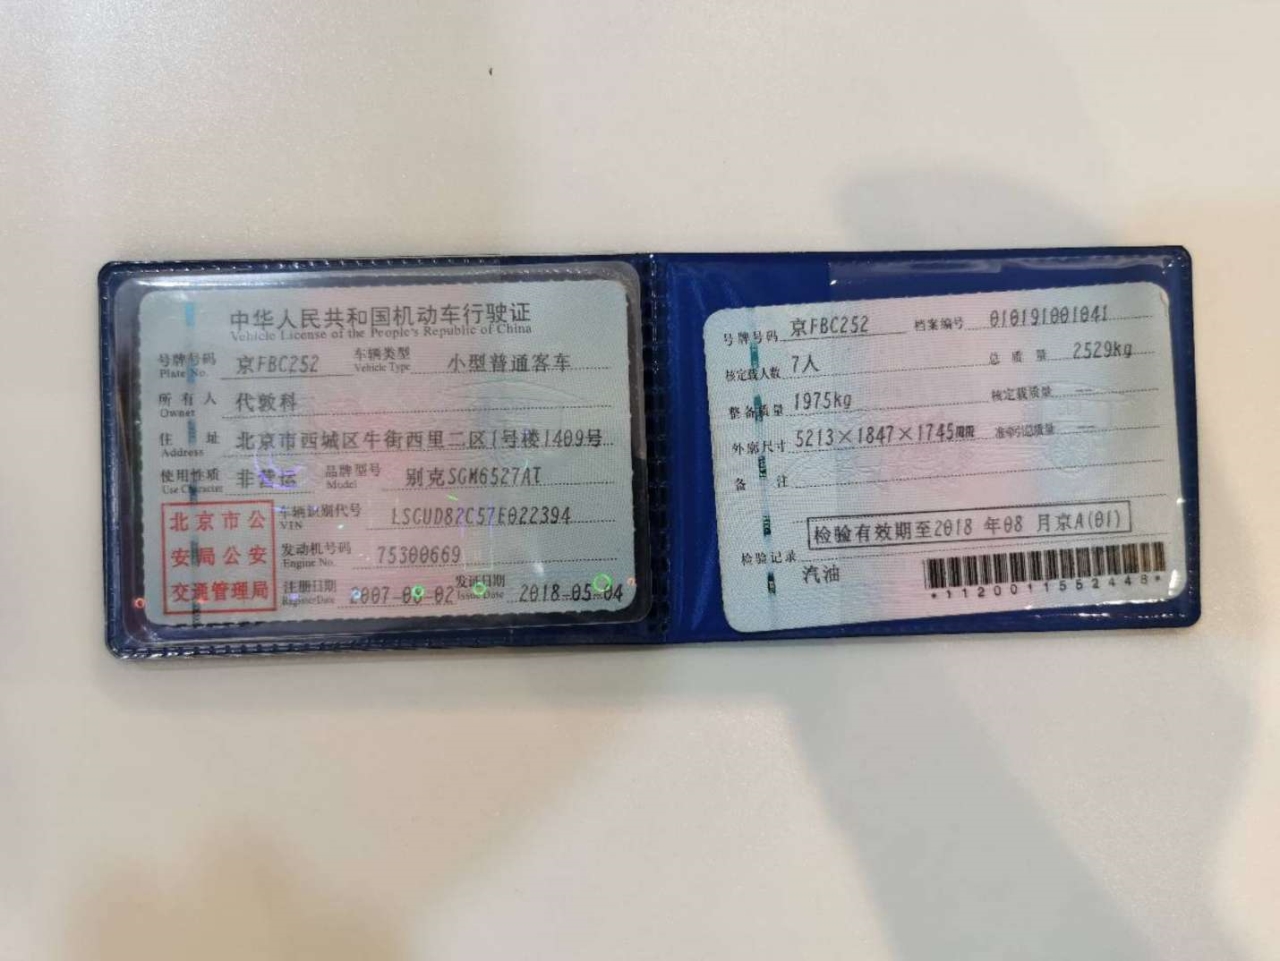 中华人民共和国机动车行驶证
Vehicle License of the People's Republic of China
号牌号码 Plate No. 京FBC252 车辆类型 Vehicle Type 小型普通客车
所有人 Owner 代敦科
住址 Address 北京市西城区牛街西里二区1号楼1409号
使用性质 Use Character 非营运 品牌型号 Model 别克SGM6527AT
车辆识别代号 VIN LSGUD82C57E022394
发动机号码 Engine No. 75300669
注册日期 Register Date 发证日期 Issue Date 2018-05-04
北京市公
安局公安
交通管理局
号牌号码 京FBC252 档案编号 010191001041
核定载人数 7人 总质量 2529kg
整备质量 1975kg 核定载质量 --
外廓尺寸 5213×1847×1745mm 准牵引总质量 --
备注
检验有效期至2018 年08 月京A(01)
检验记录
汽油
*1120011552448*